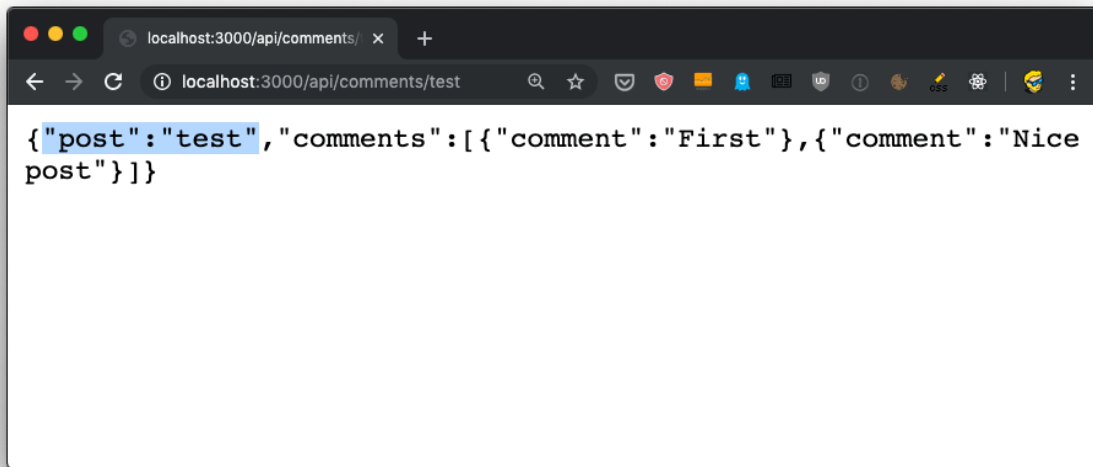 localhost:3000/api/comments/
localhost:3000/api/comments/test
{"post":"test","comments":[{"comment":"First"},{"comment":"Nice
post"}]}